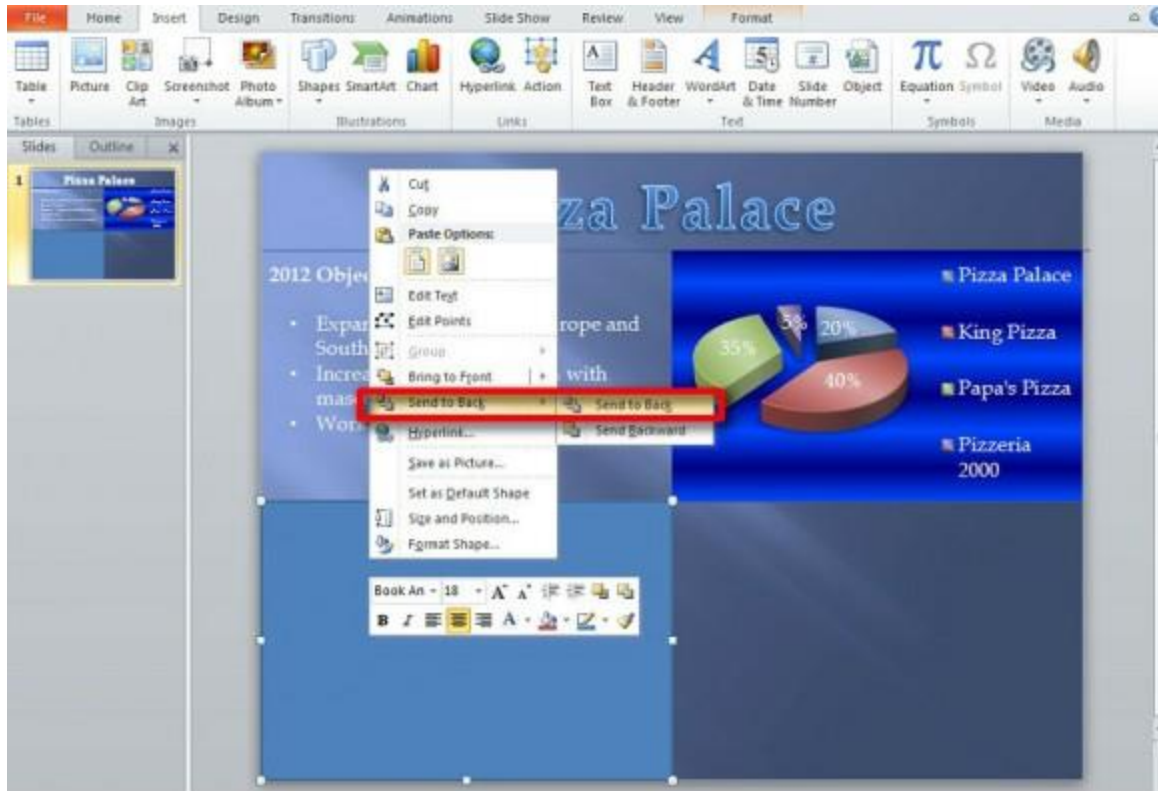 File Home Insert Design Transitions Animations Slide Show Review View Format
Table Picture Clip Art Screenshot Photo Album Shapes SmartArt Chart Hyperlink Action Text Box Header & Footer WordArt Date & Time Slide Number Object Equation Symbol Video Audio
Tables Images Illustrations Links Text Symbols Media
Slides Outline
1
Pizza Palace
za Palace
2012 Obje
Expa rope and
South
Increa with
mas
Wor
Cut
Copy
Paste Options:
Edit Text
Edit Points
Group
Bring to Front
Send to Back
Hyperlink...
Save as Picture...
Set as Default Shape
Size and Position...
Format Shape...
Send to Back
Send Backward
Book An 18 A A
B I A
5% 20%
35%
40%
Pizza Palace
King Pizza
Papa's Pizza
Pizzeria
2000